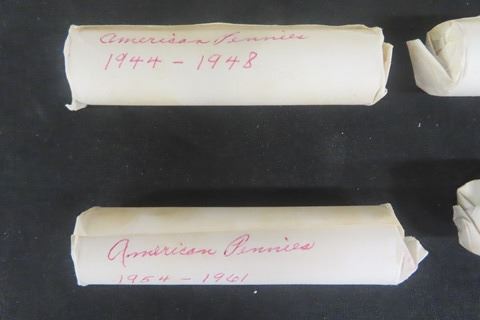 American Pennies
1944 - 1948
American Pennies
1954 - 1961